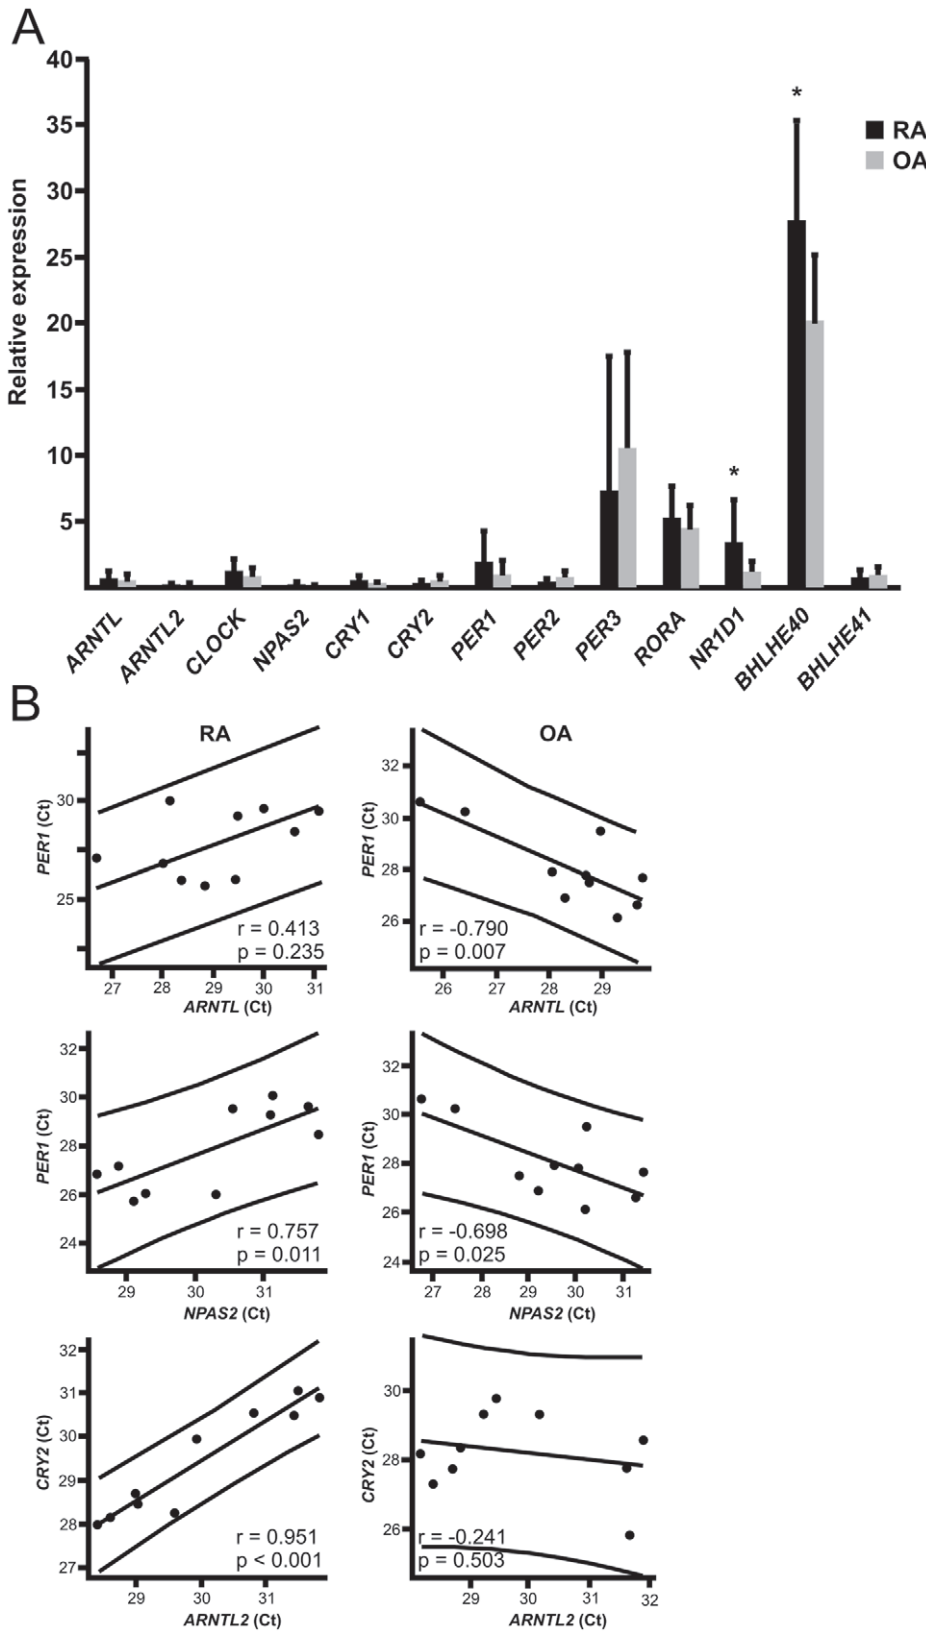 A
40
35
30
25
20
15
10
5
Relative expression
*
*
RA
OA
ARNTL
ARNTL2
CLOCK
NPAS2
CRY1
CRY2
PER1
PER2
PER3
RORA
NR1D1
BHLHE40
BHLHE41
B
RA
30
25
PER1 (Ct)
r = 0.413
p = 0.235
27 28 29 30 31
ARNTL (Ct)
OA
32
30
28
26
PER1 (Ct)
r = -0.790
p = 0.007
26 27 28 29
ARNTL (Ct)
32
30
28
26
24
PER1 (Ct)
r = 0.757
p = 0.011
29 30 31
NPAS2 (Ct)
32
30
28
26
24
PER1 (Ct)
r = -0.698
p = 0.025
27 28 29 30 31
NPAS2 (Ct)
32
31
30
29
28
27
CRY2 (Ct)
r = 0.951
p < 0.001
29 30 31
ARNTL2 (Ct)
30
28
26
CRY2 (Ct)
r = -0.241
p = 0.503
29 30 31 32
ARNTL2 (Ct)